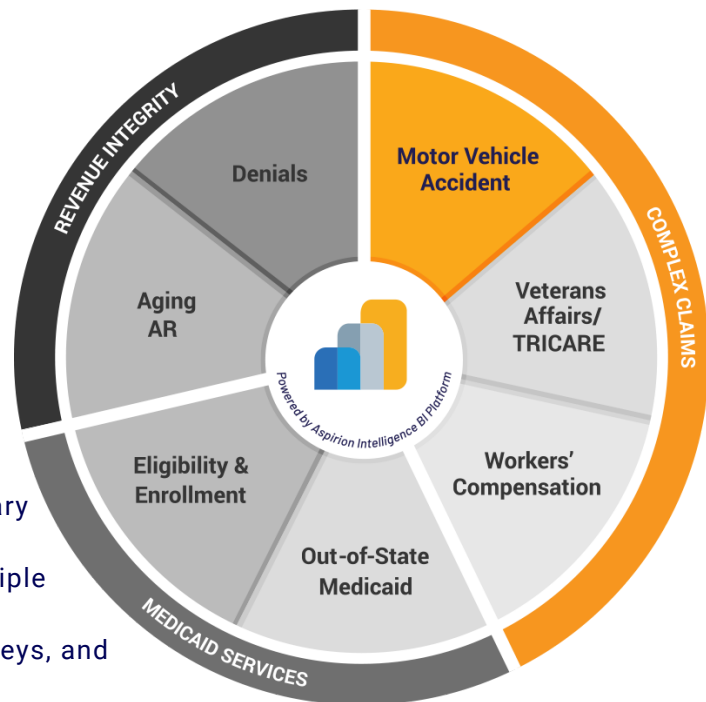 REVENUE INTEGRITY
COMPLEX CLAIMS
Denials
Motor Vehicle
Accident
Aging
AR
Veterans
Affairs/
TRICARE
Powered by Aspirion Intelligence BI Platform
Eligibility &
Enrollment
Workers'
Compensation
Out-of-State
Medicaid
MEDICAID SERVICES
ary
iple
eys, and